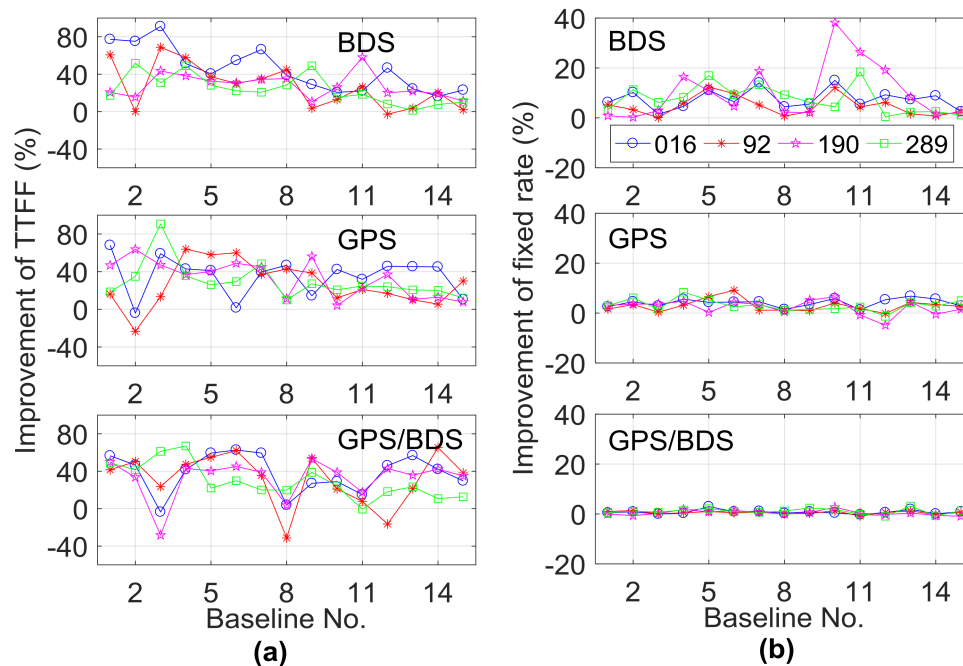 Improvement of TTFF (%)
80
40
0
-40
BDS
2 5 8 11 14
80
40
0
-40
GPS
2 5 8 11 14
80
40
0
-40
GPS/BDS
2 5 8 11 14
Baseline No.
(a)
Improvement of fixed rate (%)
40
20
0
-20
BDS
016 92 190 289
2 5 8 11 14
40
20
0
-20
GPS
2 5 8 11 14
40
20
0
-20
GPS/BDS
2 5 8 11 14
Baseline No.
(b)